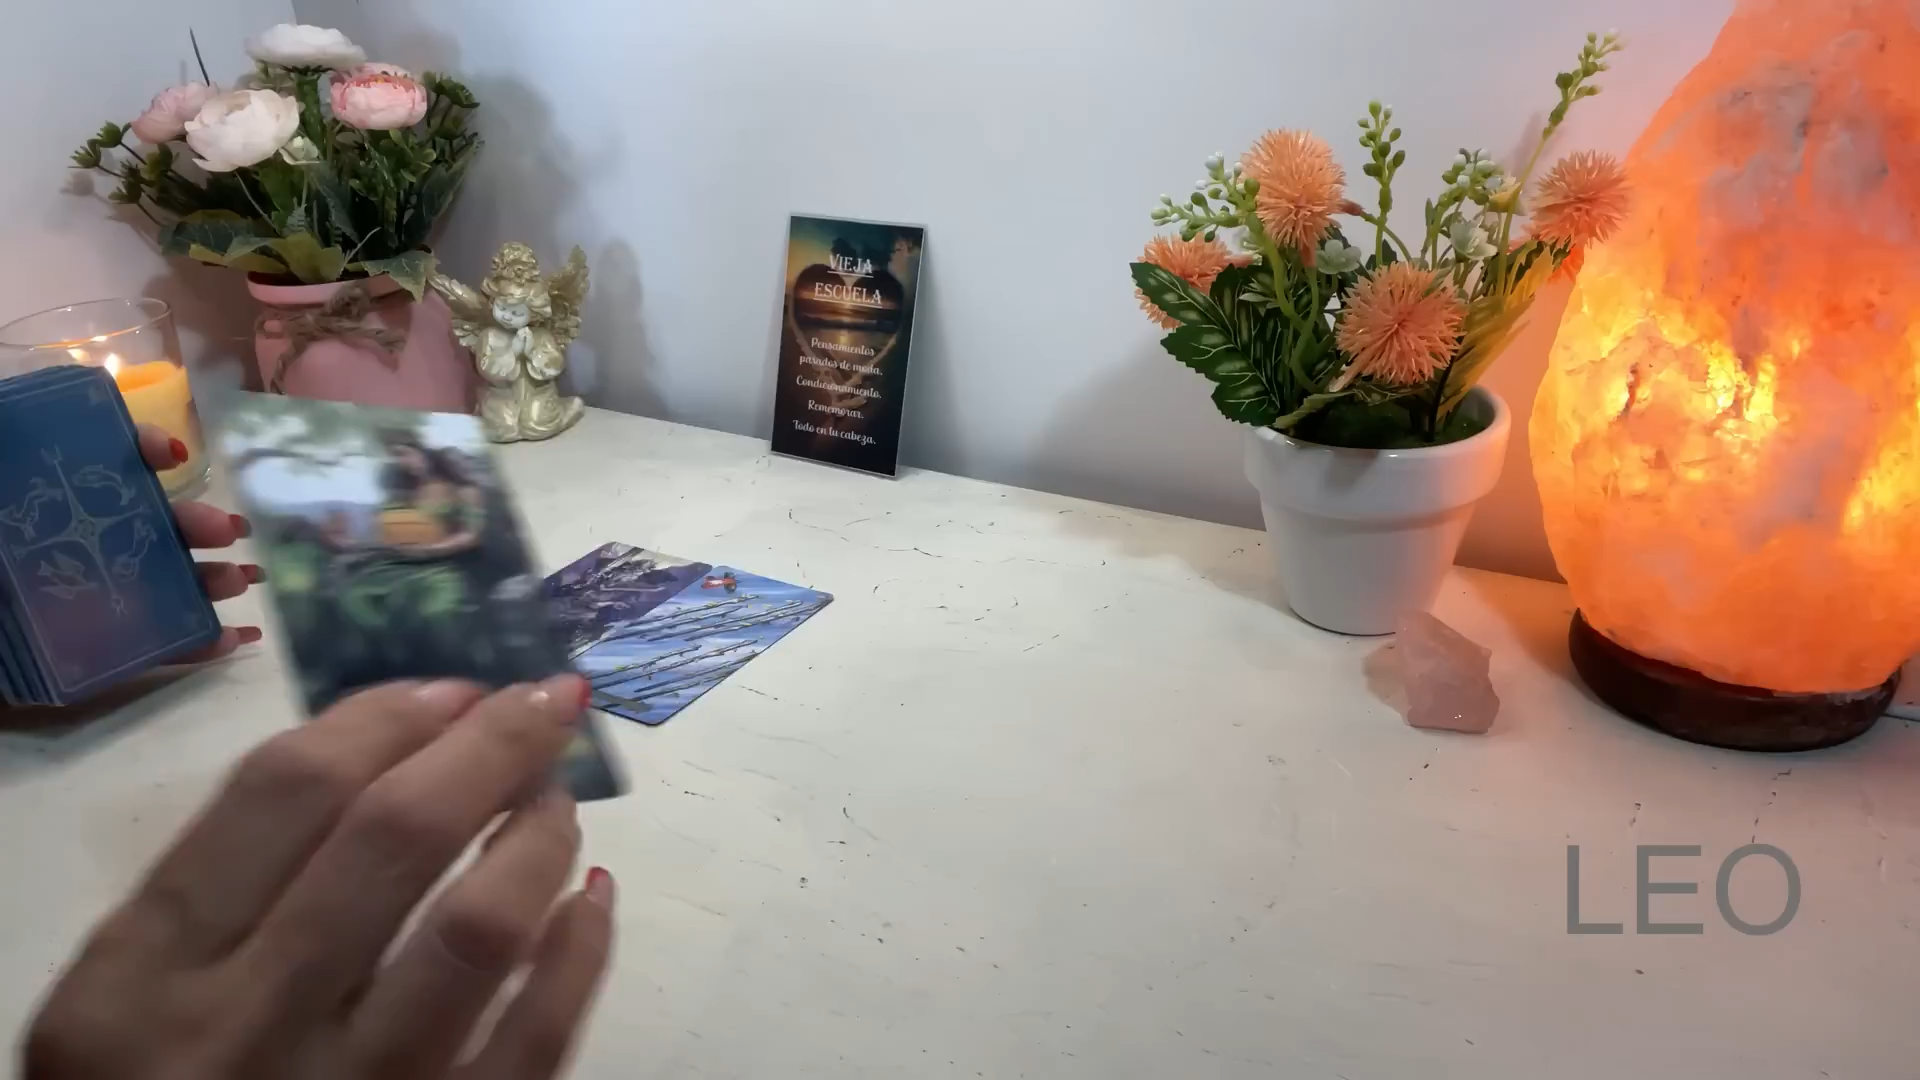 VIEJA
ESCUELA
Pensamientos
pasados de moda.
Condicionamiento.
Rememorar.
Todo en tu cabeza.
LEO